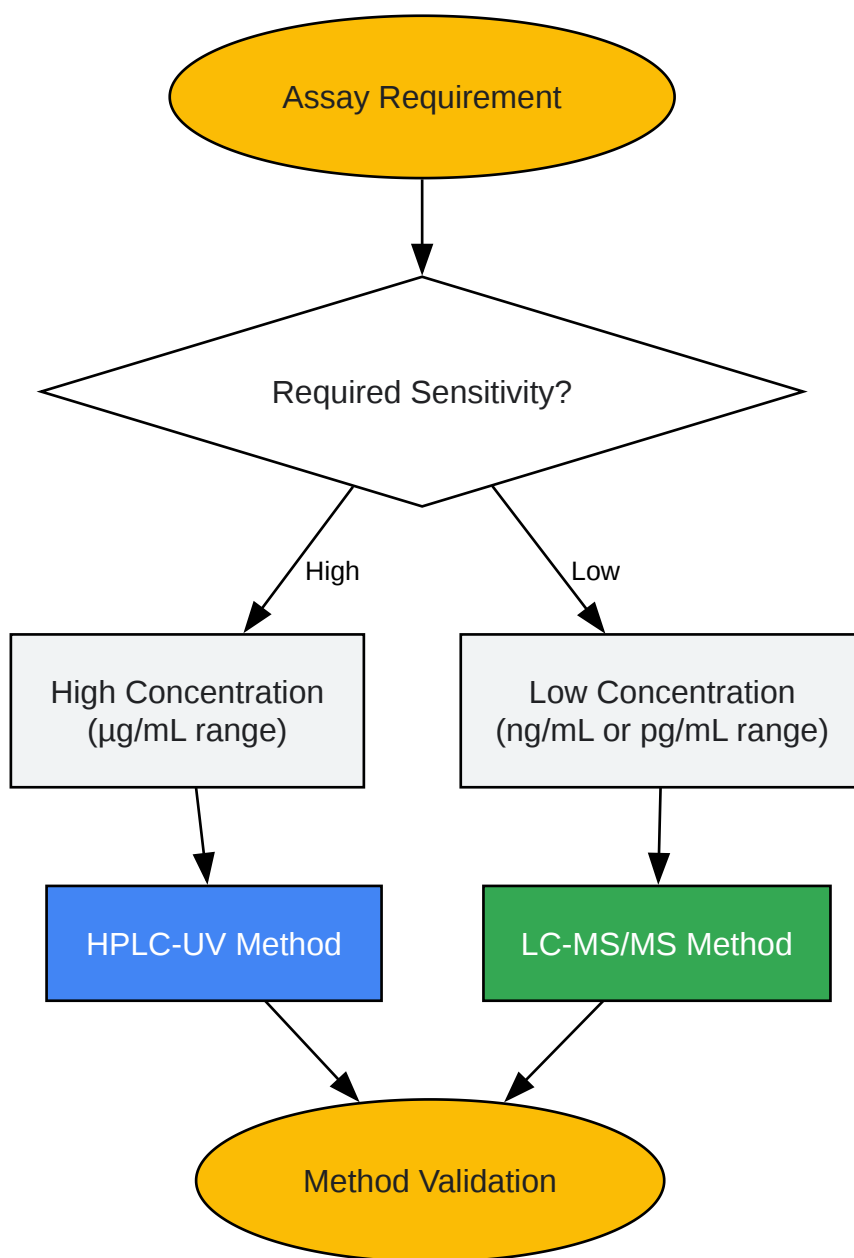 Assay Requirement
Required Sensitivity?
High
Low
High Concentration
(µg/mL range)
Low Concentration
(ng/mL or pg/mL range)
HPLC-UV Method
LC-MS/MS Method
Method Validation